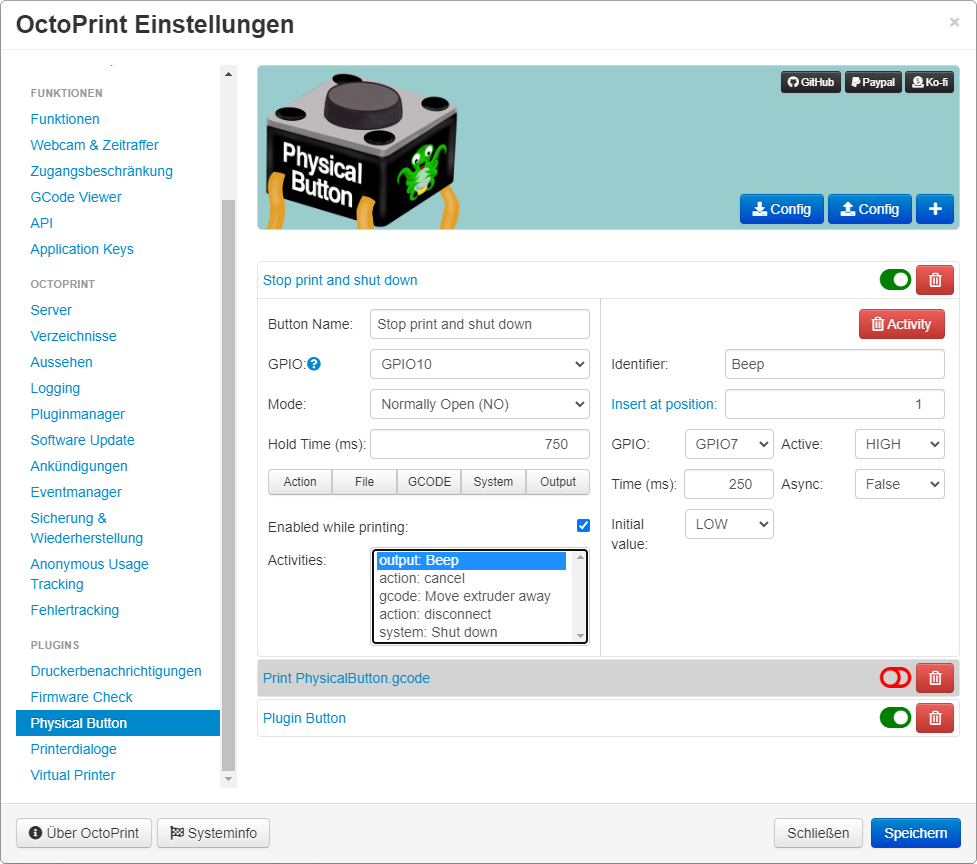 OctoPrint Einstellungen
×
FUNKTIONEN
Funktionen
Webcam & Zeitraffer
Zugangsbeschränkung
GCode Viewer
API
Application Keys
OCTOPRINT
Server
Verzeichnisse
Aussehen
Logging
Pluginmanager
Software Update
Ankündigungen
Eventmanager
Sicherung &
Wiederherstellung
Anonymous Usage
Tracking
Fehlertracking
PLUGINS
Druckerbenachrichtigungen
Firmware Check
Physical Button
Printerdialoge
Virtual Printer
GitHub Paypal Ko-fi
Physical
Button
Config Config +
Stop print and shut down
Button Name: Stop print and shut down
GPIO: ? GPIO10
Mode: Normally Open (NO)
Hold Time (ms): 750
Action File GCODE System Output
Enabled while printing:
Activities:
output: Beep
action: cancel
gcode: Move extruder away
action: disconnect
system: Shut down
Activity
Identifier: Beep
Insert at position: 1
GPIO: GPIO7 Active: HIGH
Time (ms): 250 Async: False
Initial
value:
LOW
Print PhysicalButton.gcode
Plugin Button
Über OctoPrint Systeminfo Schließen Speichern